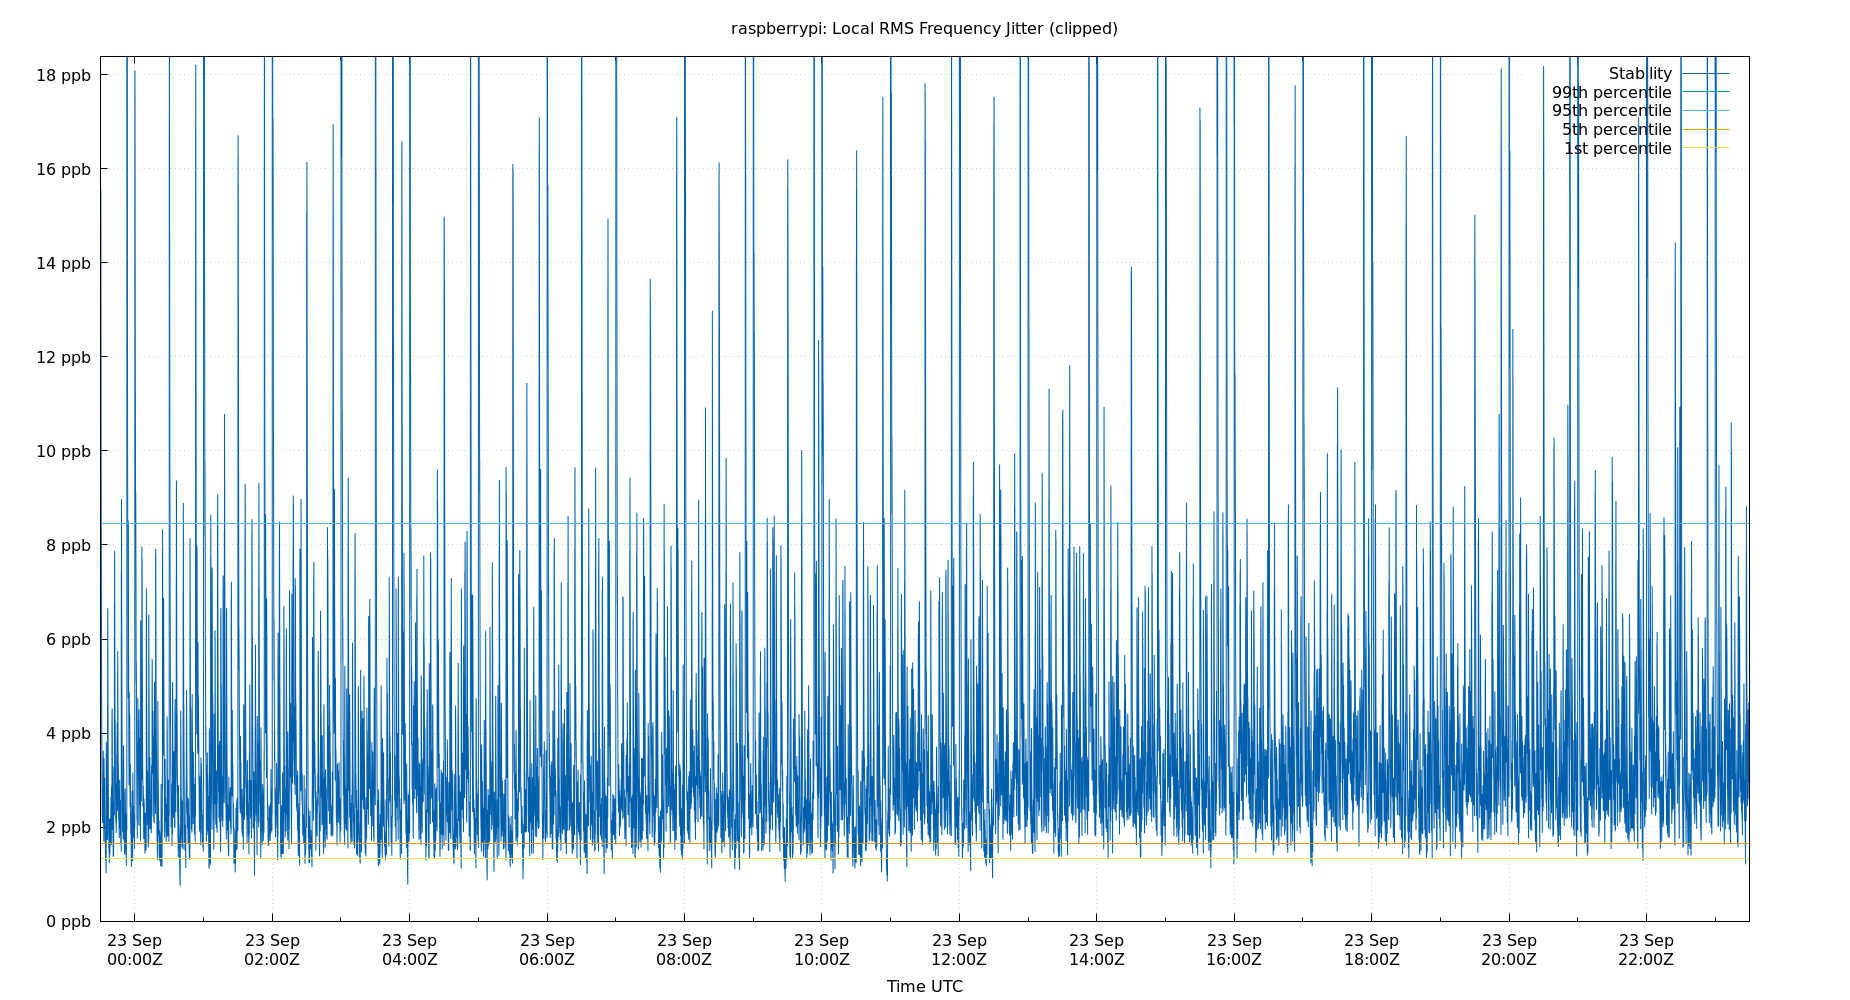 raspberrypi: Local RMS Frequency Jitter (clipped)
18 ppb
16 ppb
14 ppb
12 ppb
10 ppb
8 ppb
6 ppb
4 ppb
2 ppb
0 ppb
Stability
99th percentile
95th percentile
5th percentile
1st percentile
23 Sep 23 Sep 23 Sep 23 Sep 23 Sep 23 Sep 23 Sep 23 Sep 23 Sep 23 Sep 23 Sep 23 Sep
00:00Z 02:00Z 04:00Z 06:00Z 08:00Z 10:00Z 12:00Z 14:00Z 16:00Z 18:00Z 20:00Z 22:00Z
Time UTC